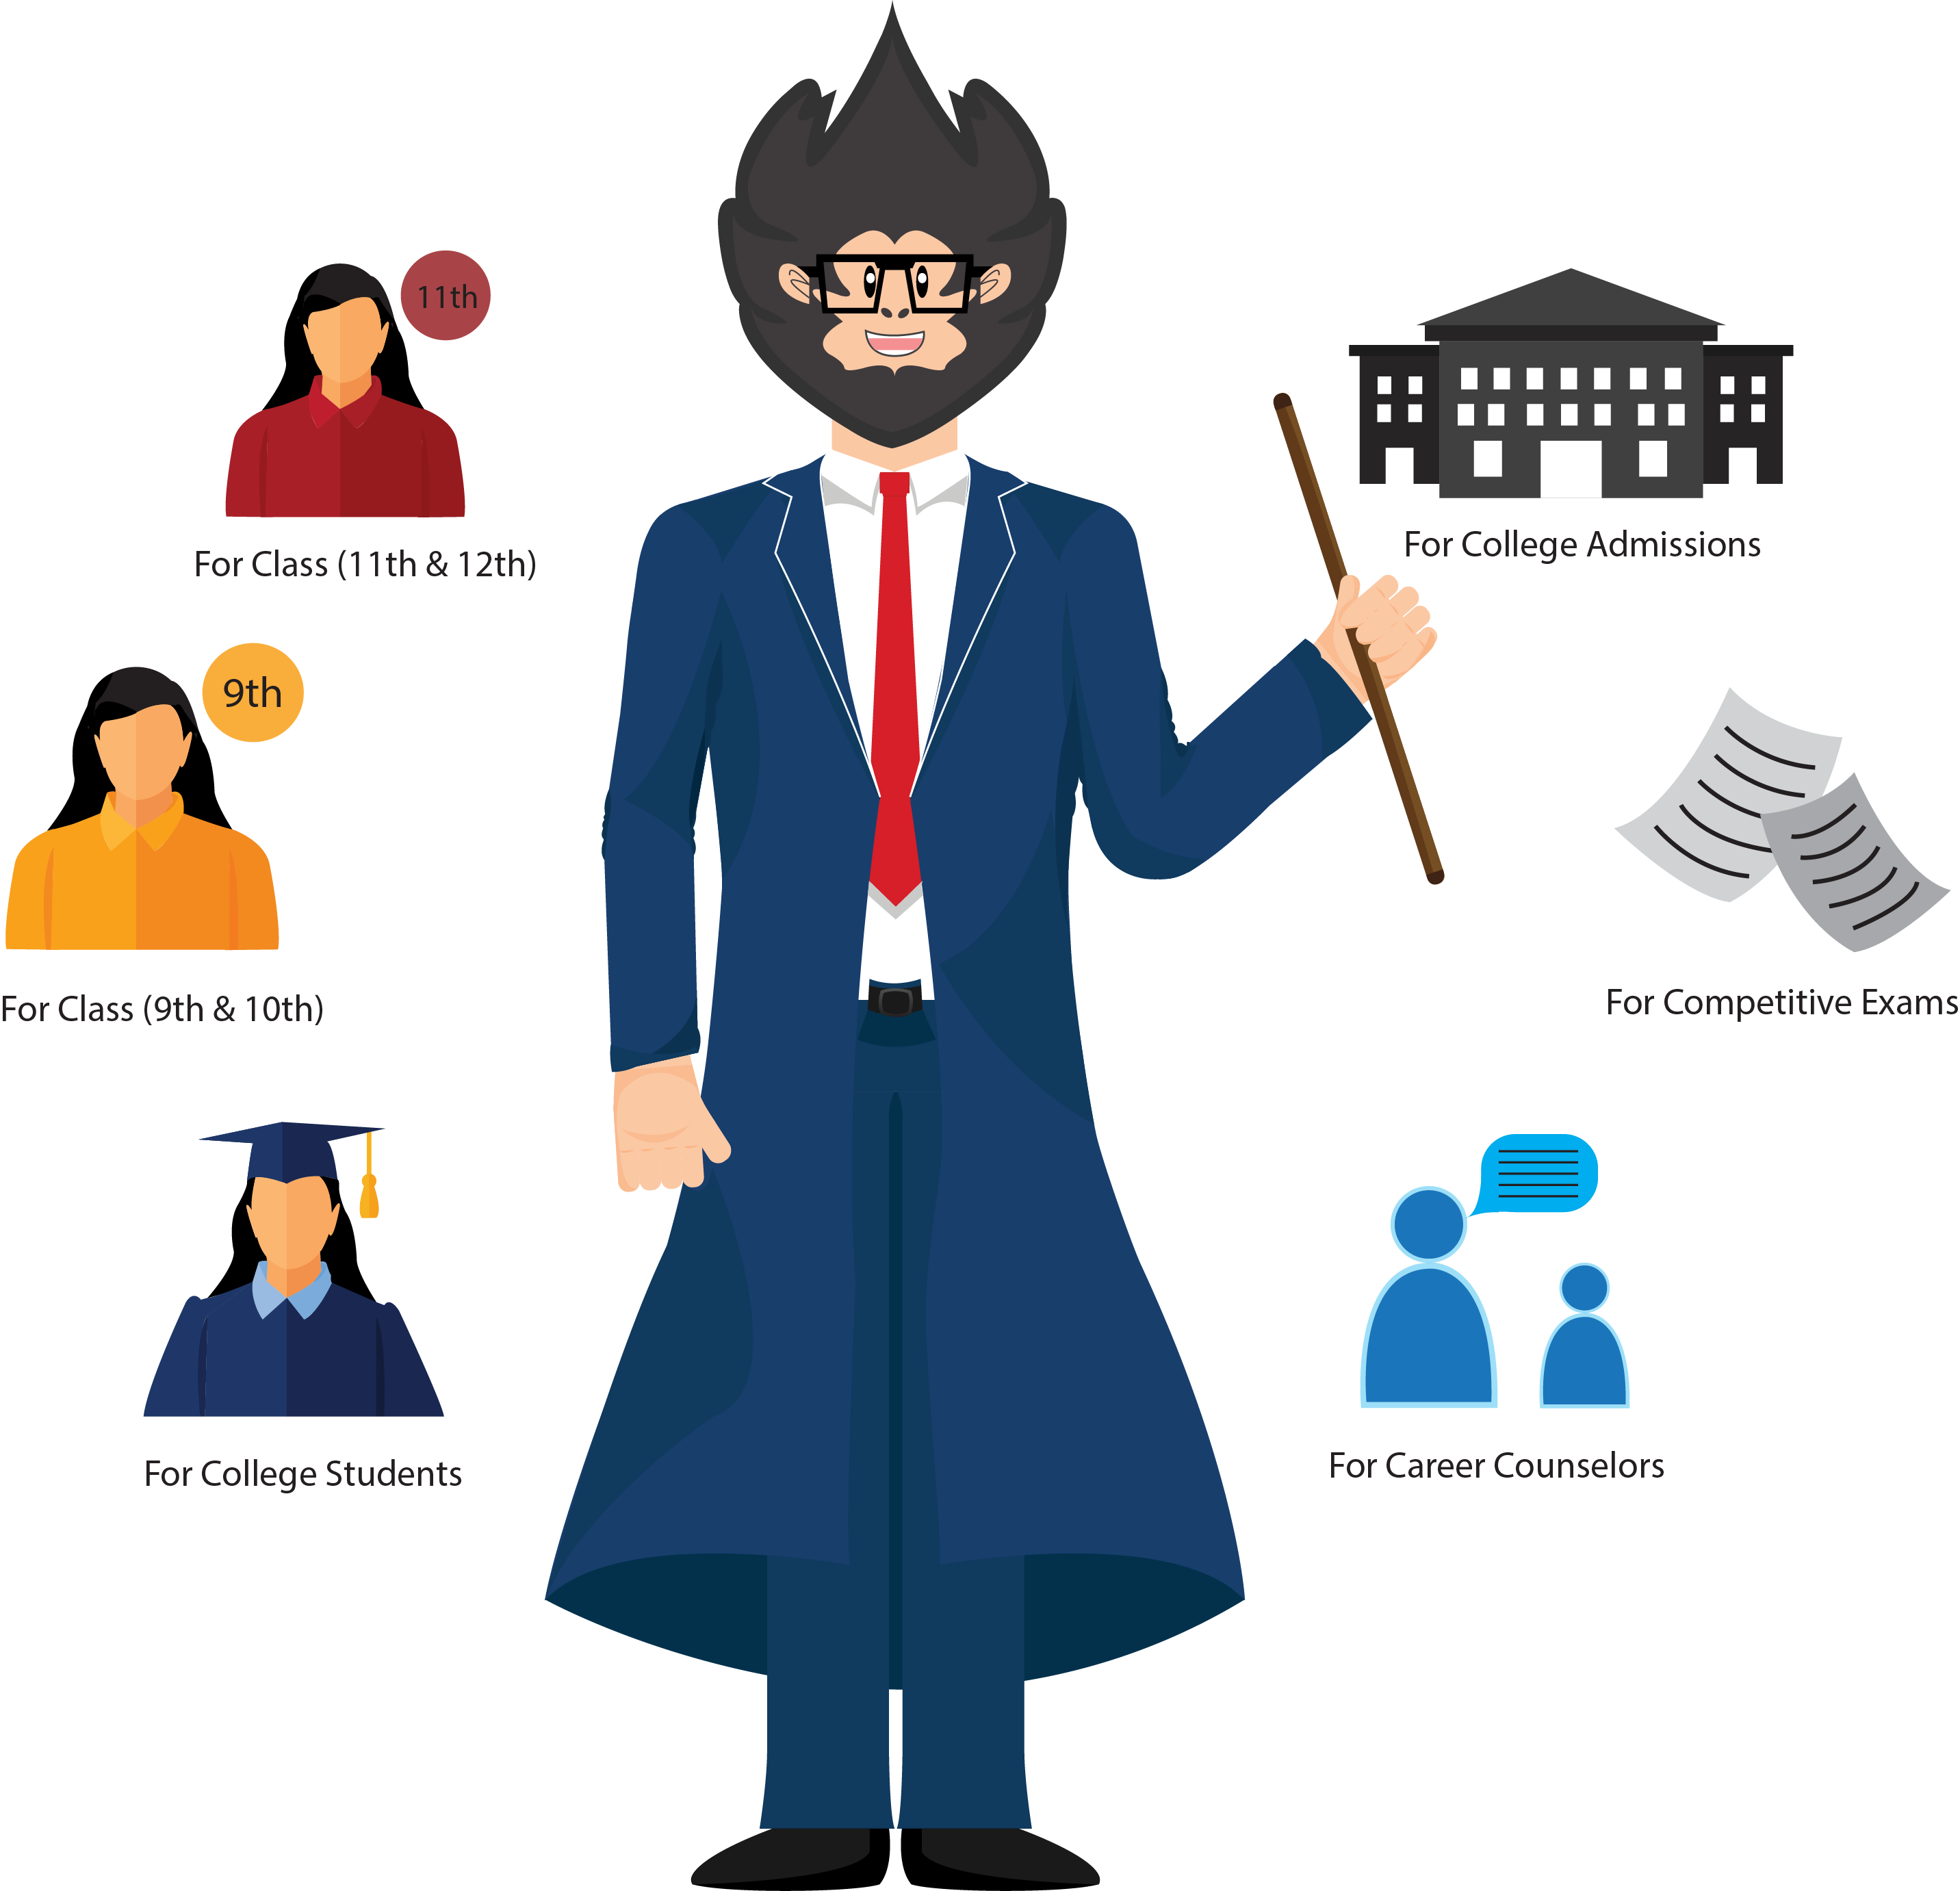 11th
For Class (11th & 12th)
9th
For Class (9th & 10th)
For College Students
For College Admissions
For Competitive Exams
For Career Counselors